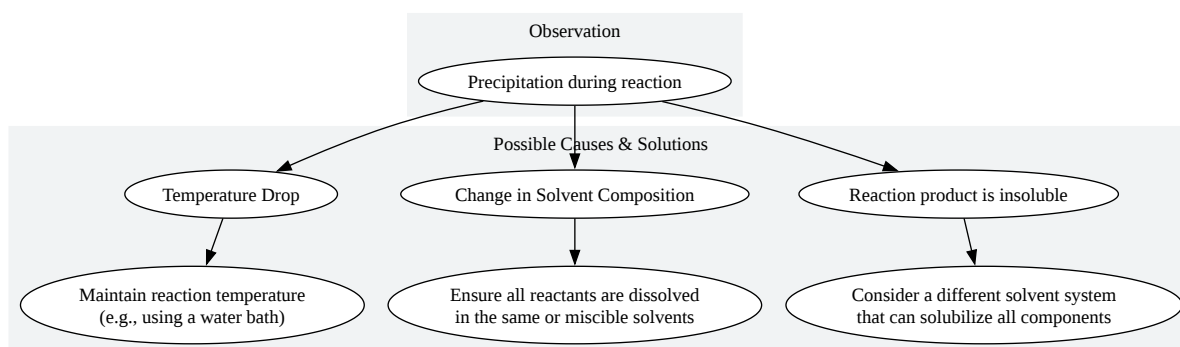 Observation
Precipitation during reaction
Possible Causes & Solutions
Temperature Drop
Change in Solvent Composition
Reaction product is insoluble
Maintain reaction temperature
(e.g., using a water bath)
Ensure all reactants are dissolved
in the same or miscible solvents
Consider a different solvent system
that can solubilize all components